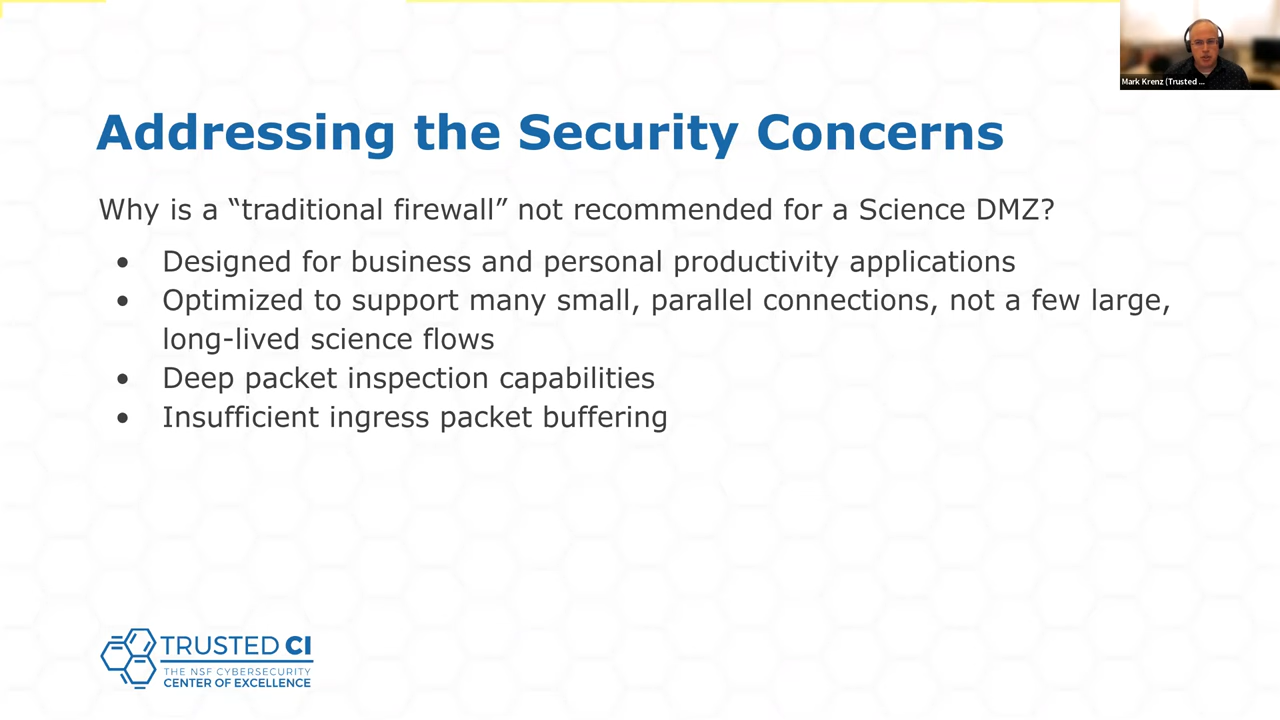 Mark Krenz (Trusted ...
Addressing the Security Concerns
Why is a “traditional firewall” not recommended for a Science DMZ?
• Designed for business and personal productivity applications
• Optimized to support many small, parallel connections, not a few large,
long-lived science flows
• Deep packet inspection capabilities
• Insufficient ingress packet buffering
TRUSTED CI
THE NSF CYBERSECURITY
CENTER OF EXCELLENCE